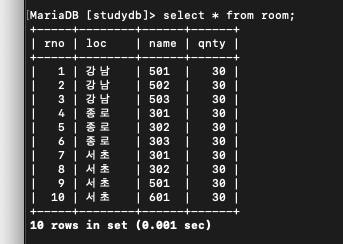 MariaDB [studydb]> select * from room;
+-----+--------+------+------+
| rno | loc | name | qnty |
+-----+--------+------+------+
| 1 | 강남 | 501 | 30 |
| 2 | 강남 | 502 | 30 |
| 3 | 강남 | 503 | 30 |
| 4 | 종로 | 301 | 30 |
| 5 | 종로 | 302 | 30 |
| 6 | 종로 | 303 | 30 |
| 7 | 서초 | 301 | 30 |
| 8 | 서초 | 302 | 30 |
| 9 | 서초 | 501 | 30 |
| 10 | 서초 | 601 | 30 |
+-----+--------+------+------+
10 rows in set (0.001 sec)